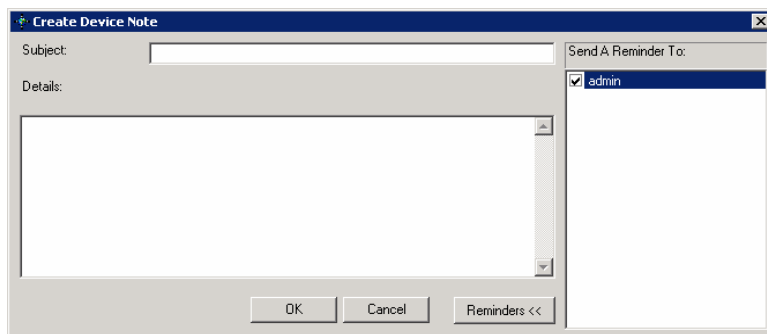 Create Device Note
Subject:
Send A Reminder To:
admin
Details:
OK
Cancel
Reminders <<